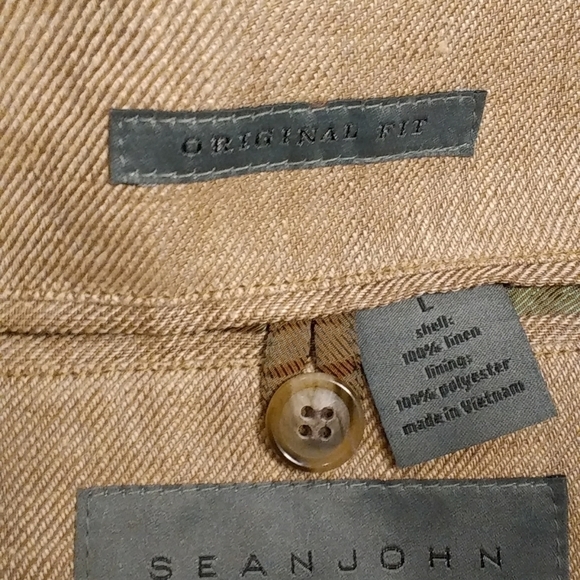 ORIGINAL FIT
L
shell:
100% linen
lining:
100% polyester
made in Vietnam
SEANJOHN